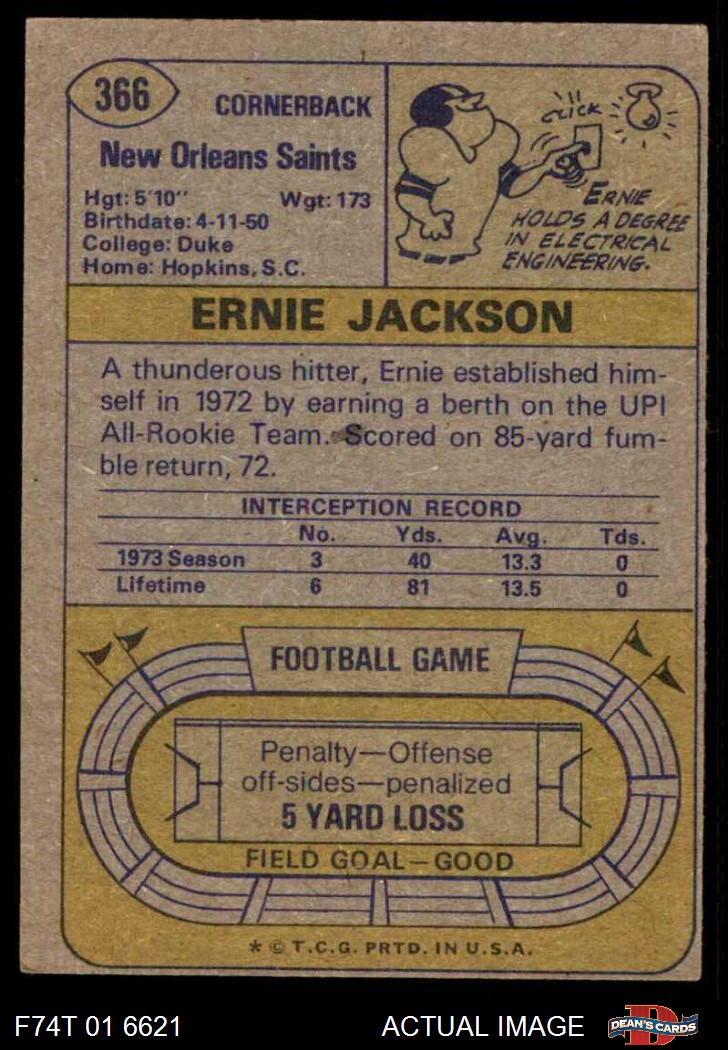 366
CORNERBACK
New Orleans Saints
Hgt: 5'10" Wgt: 173
Birthdate: 4-11-50
College: Duke
Home: Hopkins, S.C.
CLICK
ERNIE
HOLDS A DEGREE
IN ELECTRICAL
ENGINEERING.
ERNIE JACKSON
A thunderous hitter, Ernie established him-
self in 1972 by earning a berth on the UPI
All-Rookie Team. Scored on 85-yard fum-
ble return, 72.
INTERCEPTION RECORD
No. Yds. Avg. Tds.
1973 Season 3 40 13.3 0
Lifetime 6 81 13.5 0
FOOTBALL GAME
Penalty—Offense
off-sides—penalized
5 YARD LOSS
FIELD GOAL—GOOD
* © T.C.G. PRTD. IN U.S.A.
F74T 01 6621 ACTUAL IMAGE D DEAN'S CARDS